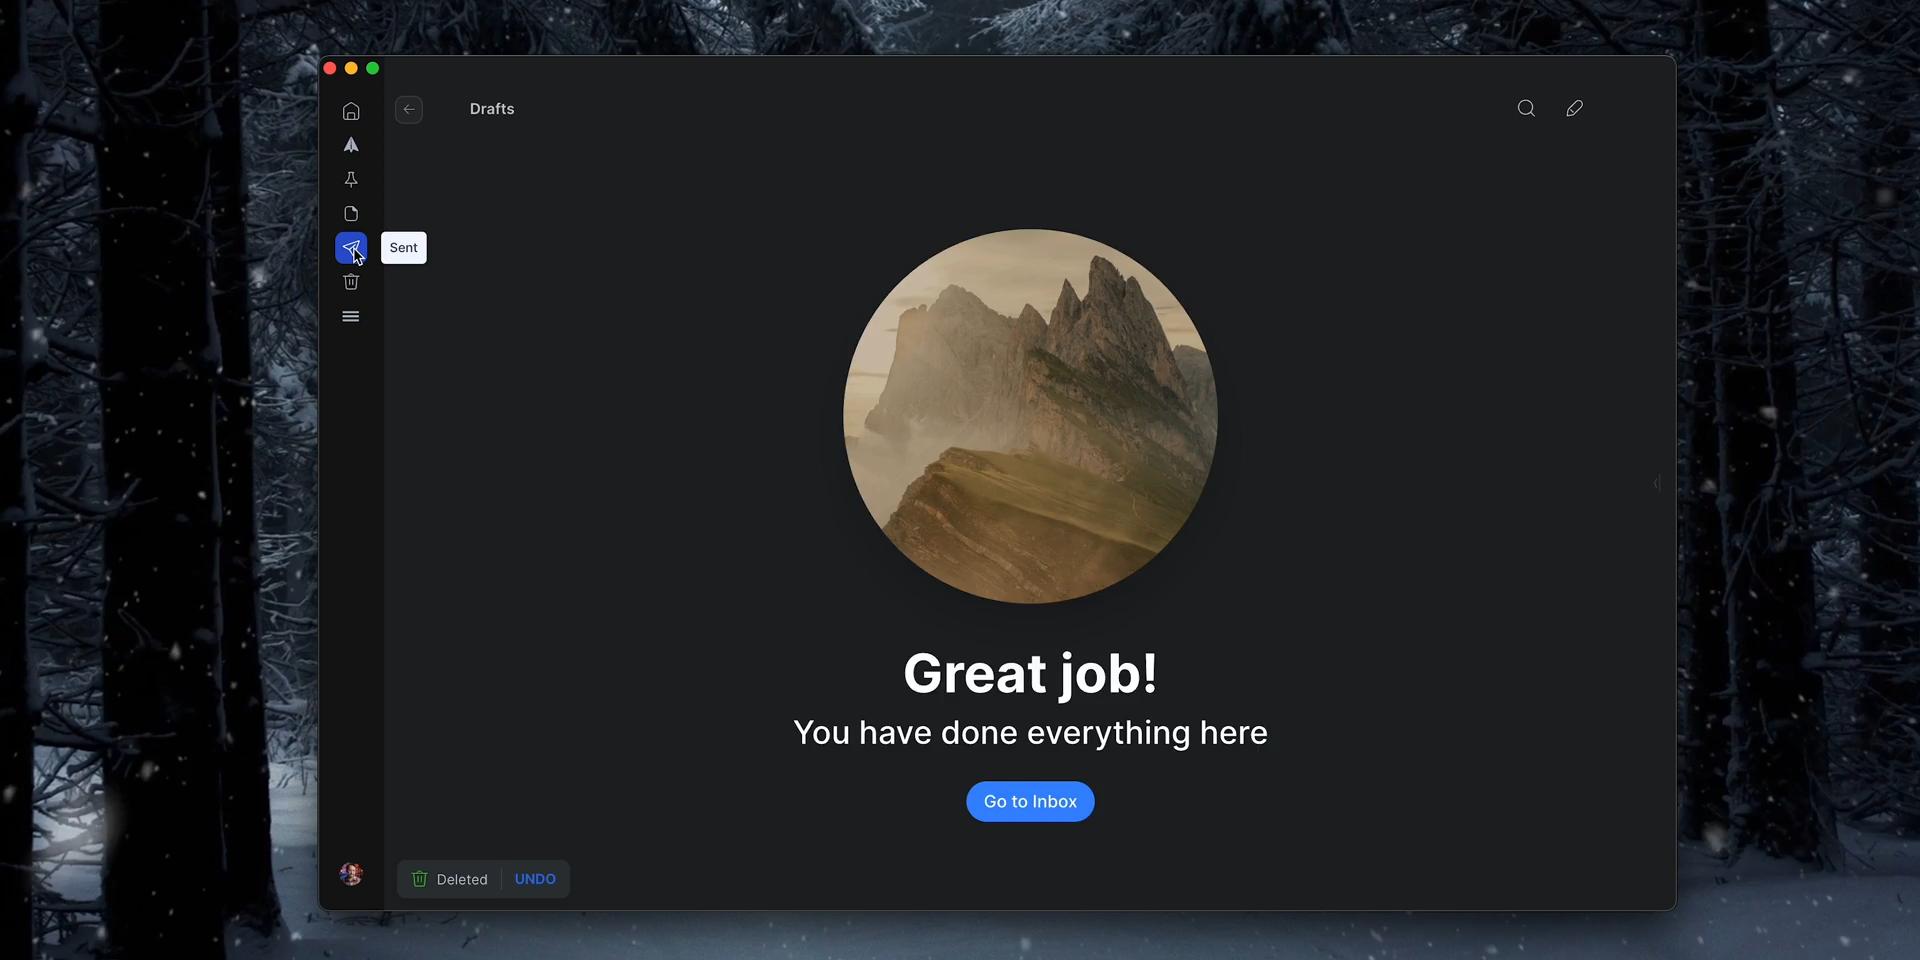 Drafts
Sent
Great job!
You have done everything here
Go to Inbox
Deleted
UNDO